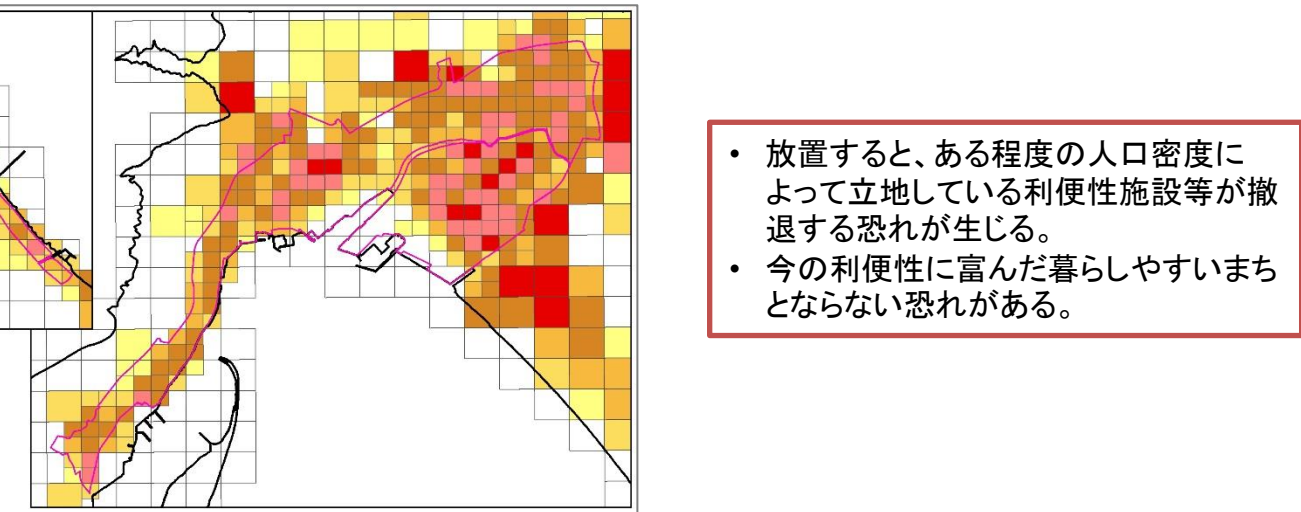 • 放置すると、ある程度の人口密度に
よって立地している利便性施設等が撤
退する恐れが生じる。
• 今の利便性に富んだ暮らしやすいまち
とならない恐れがある。